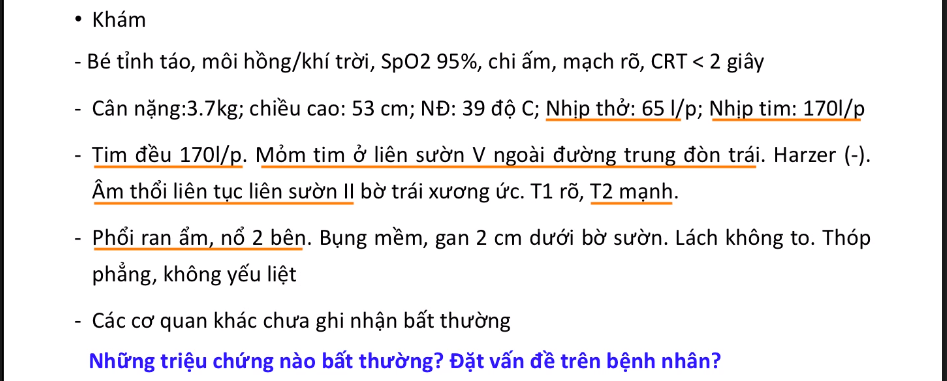 • Khám
- Bé tỉnh táo, môi hồng/khí trời, SpO2 95%, chi ấm, mạch rõ, CRT < 2 giây
- Cân nặng:3.7kg; chiều cao: 53 cm; NĐ: 39 độ C; Nhịp thở: 65 l/p; Nhịp tim: 170l/p
- Tim đều 170l/p. Mỏm tim ở liên sườn V ngoài đường trung đòn trái. Harzer (-).
Âm thổi liên tục liên sườn II bờ trái xương ức. T1 rõ, T2 mạnh.
- Phổi ran ẩm, nổ 2 bên. Bụng mềm, gan 2 cm dưới bờ sườn. Lách không to. Thóp
phẳng, không yếu liệt
- Các cơ quan khác chưa ghi nhận bất thường
Những triệu chứng nào bất thường? Đặt vấn đề trên bệnh nhân?